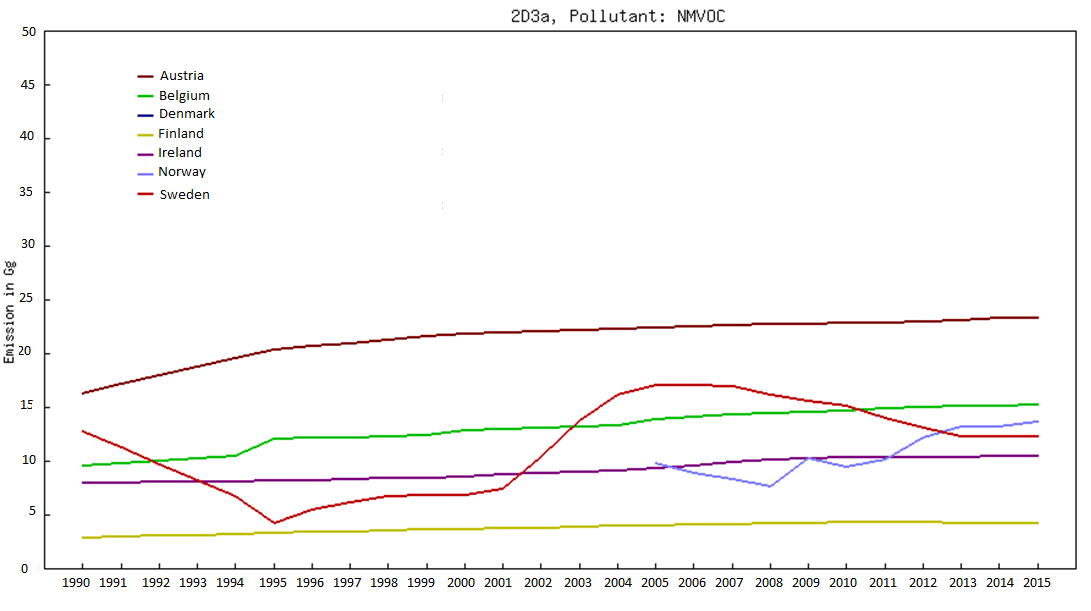 2D3a, Pollutant: NMVOC
50
45
40
35
30
25
20
15
10
5
0
Emission in Gg
Austria
Belgium
Denmark
Finland
Ireland
Norway
Sweden
1990 1991 1992 1993 1994 1995 1996 1997 1998 1999 2000 2001 2002 2003 2004 2005 2006 2007 2008 2009 2010 2011 2012 2013 2014 2015